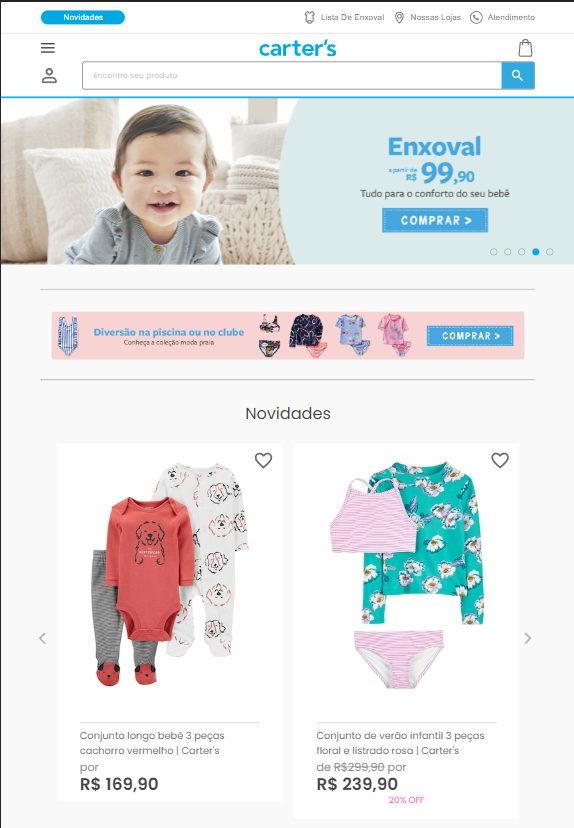 Novidades
Lista De Enxoval
Nossas Lojas
Atendimento
carter's
Encontre seu produto
Enxoval
a partir de
R$ 99,90
Tudo para o conforto do seu bebê
COMPRAR >
Diversão na piscina ou no clube
Conheça a coleção moda praia
COMPRAR >
Novidades
Conjunto longo bebê 3 peças
cachorro vermelho | Carter's
por
R$ 169,90
Conjunto de verão infantil 3 peças
floral e listrado rosa | Carter's
de R$299,90 por
R$ 239,90
20% OFF